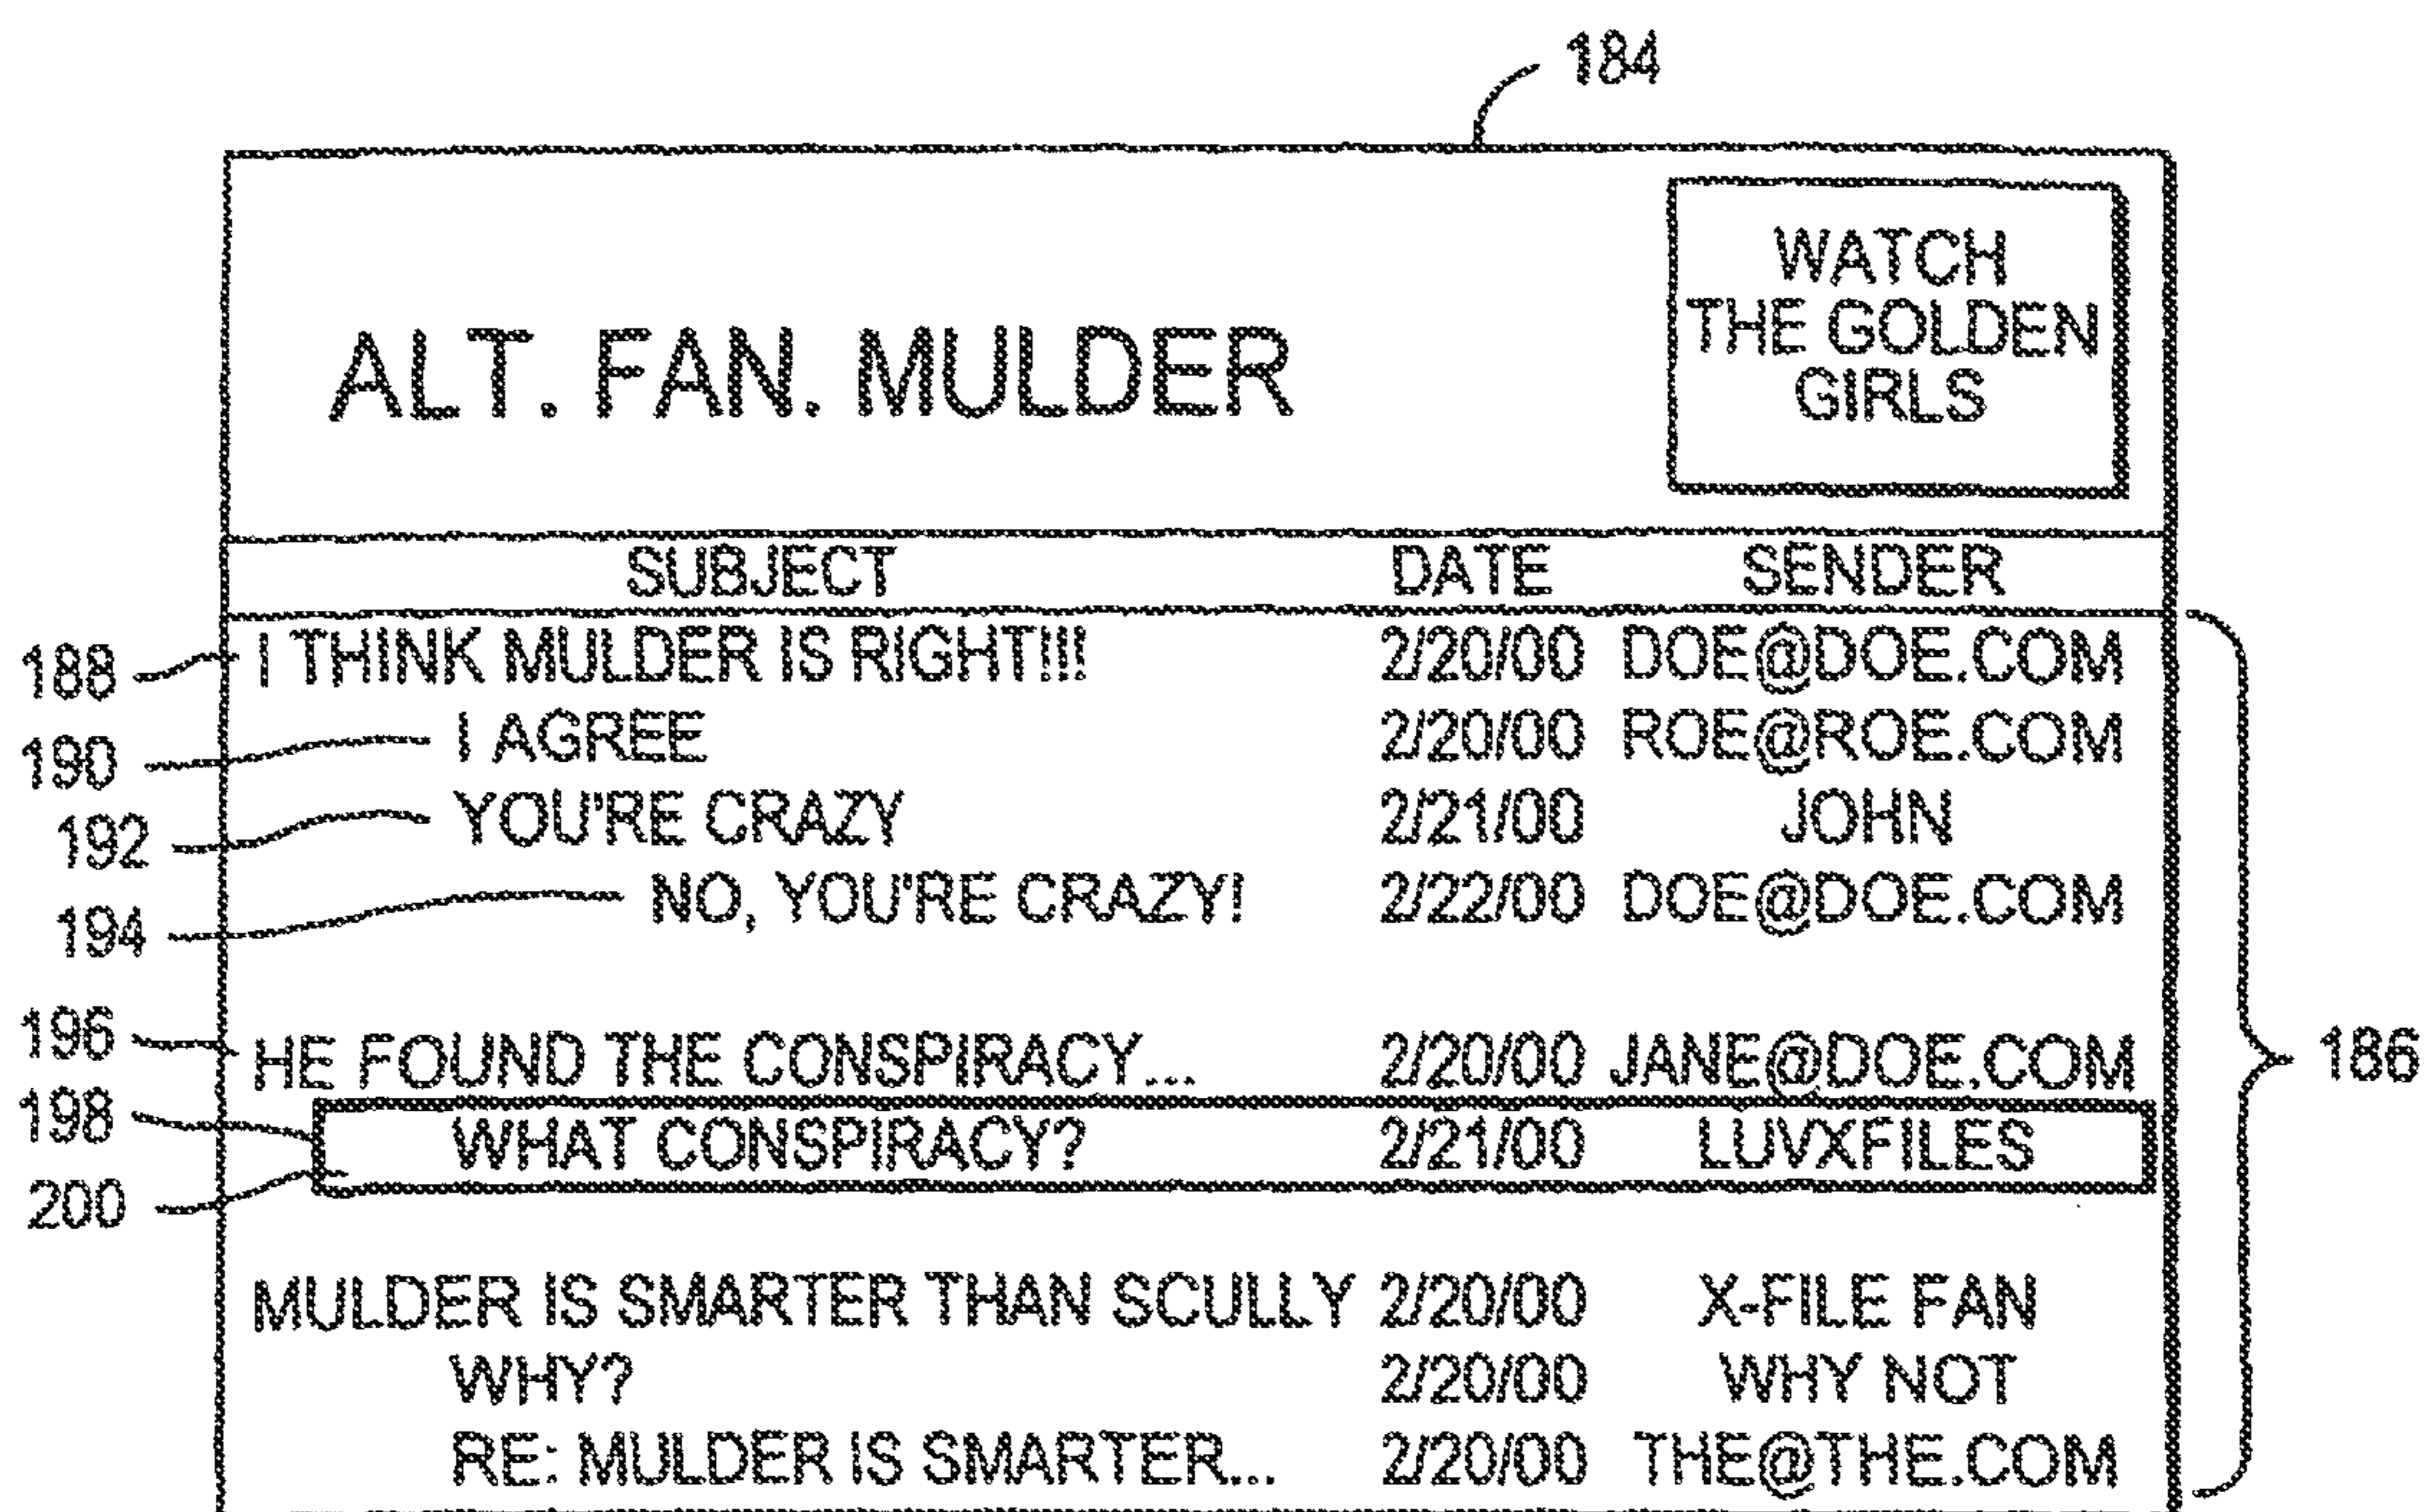 184
WATCH
THE GOLDEN
GIRLS
ALT. FAN. MULDER
SUBJECT DATE SENDER
188 I THINK MULDER IS RIGHT!!! 2/20/00 DOE@DOE.COM
190 I AGREE 2/20/00 ROE@ROE.COM
192 YOU'RE CRAZY 2/21/00 JOHN
194 NO, YOU'RE CRAZY! 2/22/00 DOE@DOE.COM
196 HE FOUND THE CONSPIRACY... 2/20/00 JANE@DOE.COM 186
198 WHAT CONSPIRACY? 2/21/00 LUVXFILES
200
MULDER IS SMARTER THAN SCULLY 2/20/00 X-FILE FAN
WHY? 2/20/00 WHY NOT
RE: MULDER IS SMARTER... 2/20/00 THE@THE.COM